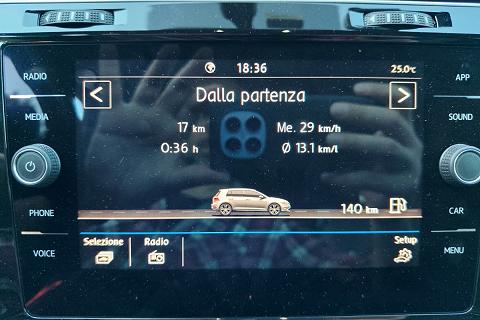 RADIO
MEDIA
PHONE
VOICE
18:36
25.0°C
Dalla partenza
17 km
Me. 29 km/h
0:36 h
Ø 13.1 km/l
140 km
Selezione
Radio
Setup
APP
SOUND
CAR
MENU